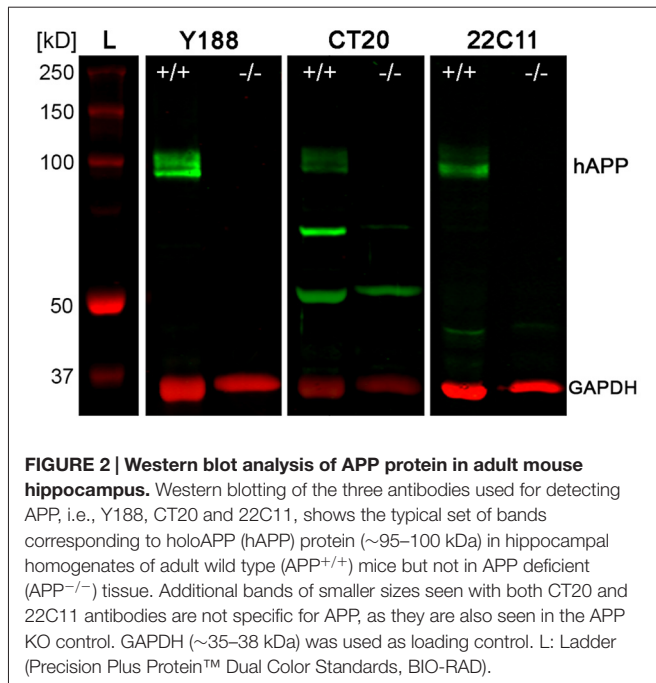 [kD] L Y188 CT20 22C11
+/+ -/- +/+ -/- +/+ -/-
250
150
100 hAPP
50
37 GAPDH
FIGURE 2 | Western blot analysis of APP protein in adult mouse
hippocampus. Western blotting of the three antibodies used for detecting
APP, i.e., Y188, CT20 and 22C11, shows the typical set of bands
corresponding to holoAPP (hAPP) protein (~95–100 kDa) in hippocampal
homogenates of adult wild type (APP+/+) mice but not in APP deficient
(APP−/−) tissue. Additional bands of smaller sizes seen with both CT20 and
22C11 antibodies are not specific for APP, as they are also seen in the APP
KO control. GAPDH (~35–38 kDa) was used as loading control. L: Ladder
(Precision Plus Protein™ Dual Color Standards, BIO-RAD).